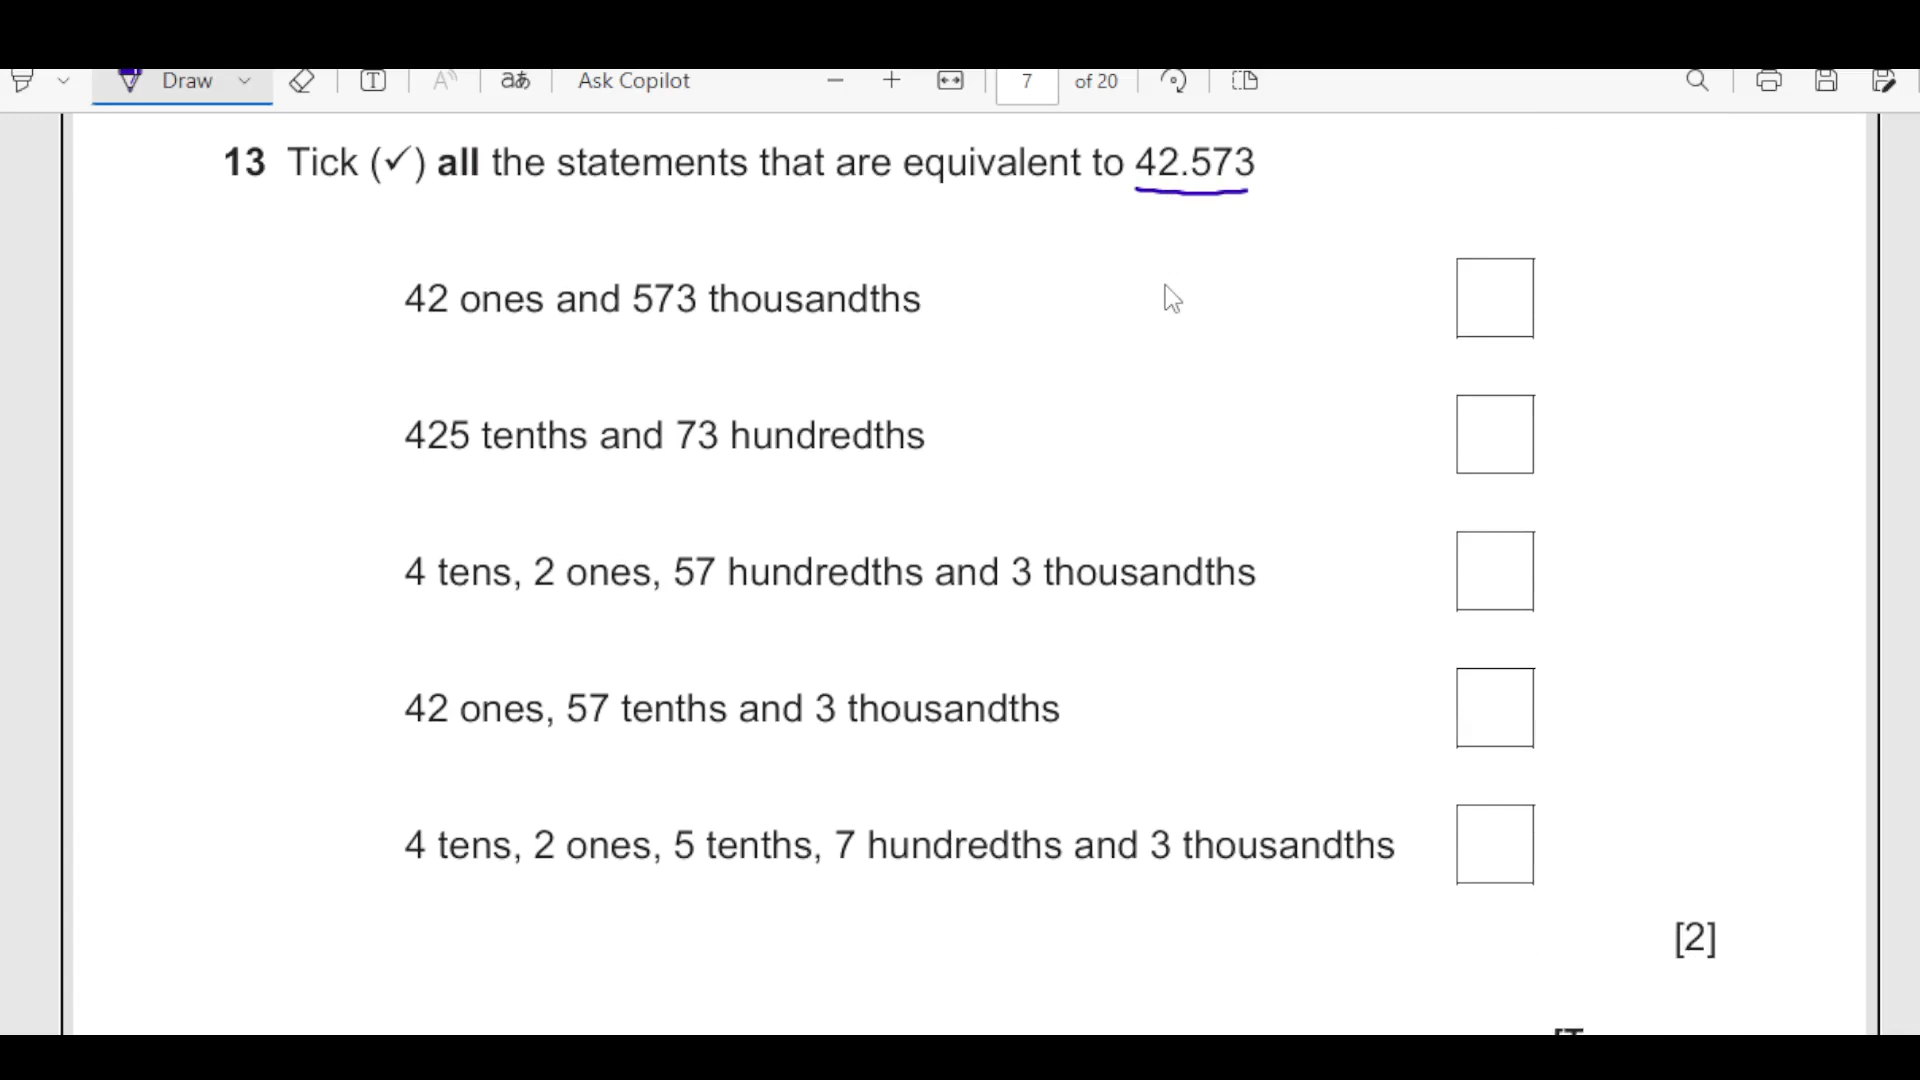 Draw
T
A
aあ
Ask Copilot
7
of 20
13 Tick (✓) all the statements that are equivalent to 42.573
42 ones and 573 thousandths
425 tenths and 73 hundredths
4 tens, 2 ones, 57 hundredths and 3 thousandths
42 ones, 57 tenths and 3 thousandths
4 tens, 2 ones, 5 tenths, 7 hundredths and 3 thousandths
[2]